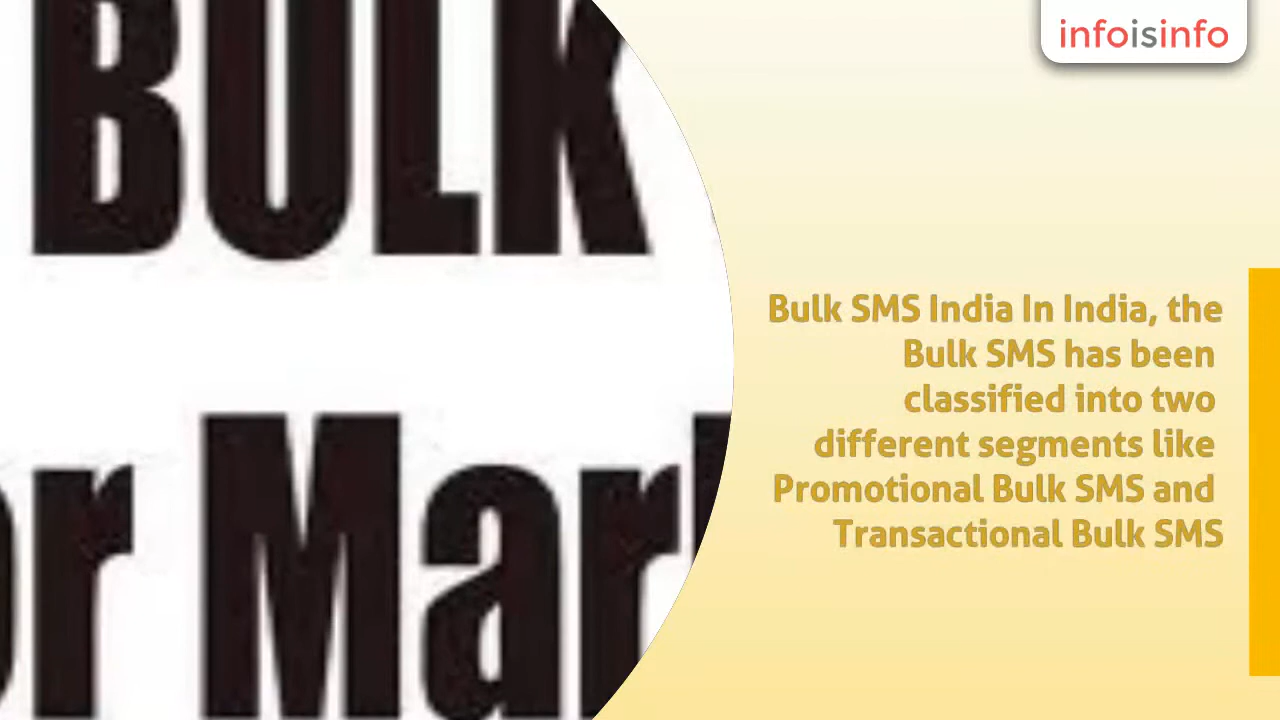 BULK
or Mar
infoisinfo
Bulk SMS India In India, the
Bulk SMS has been
classified into two
different segments like
Promotional Bulk SMS and
Transactional Bulk SMS